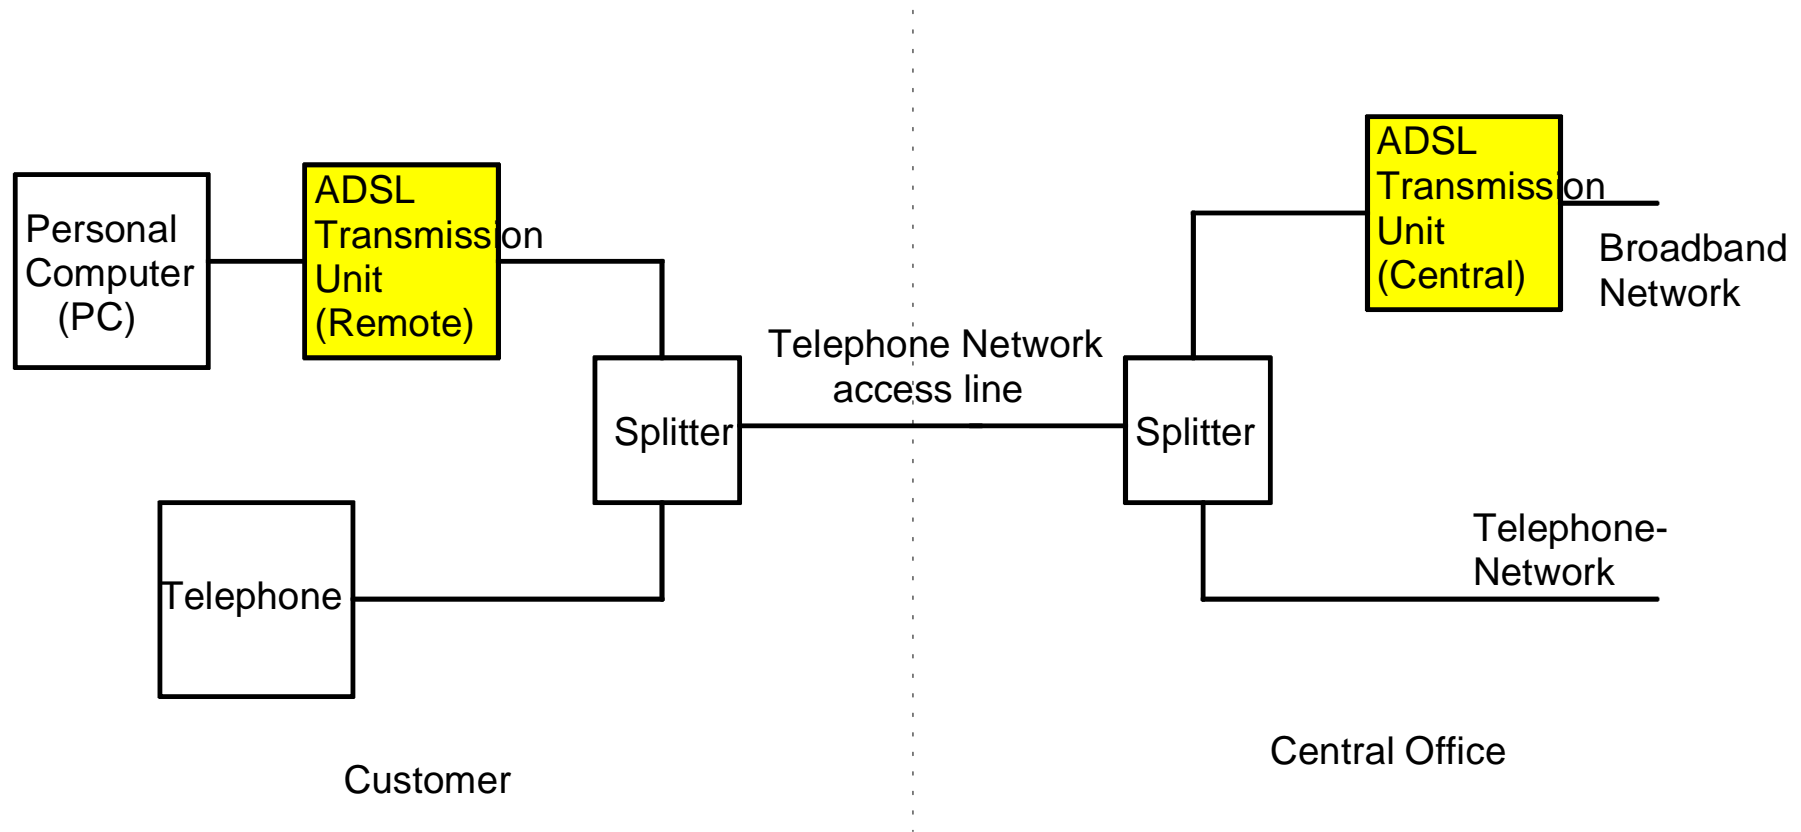 Personal
Computer
(PC)
ADSL
Transmission
Unit
(Remote)
Telephone
Splitter
Telephone Network
access line
Splitter
ADSL
Transmission
Unit
(Central)
Broadband
Network
Telephone-
Network
Customer
Central Office